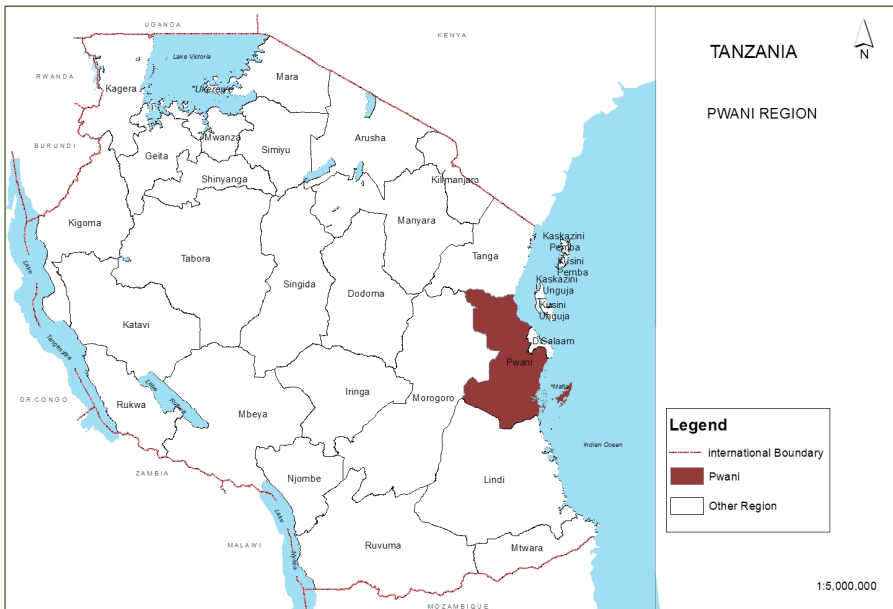 UGANDA
KENYA
TANZANIA
N
PWANI REGION
Lake Victoria
RWANDA
Kagera
Mara
*Ukerewe
BURUNDI
Geita
Mwanza
Simiyu
Arusha
Shinyanga
Kilimanjaro
Kigoma
Manyara
Tabora
Tanga
Kaskazini
Pemba
Kusini
Pemba
Kaskazini
Unguja
Kusini
Unguja
Singida
Dodoma
Lake
Tanganyika
Katavi
D'Salaam
Pwani
*Mafia
DR.CONGO
Rukwa
Lake
Rukwa
Mbeya
Iringa
Morogoro
Indian Ocean
ZAMBIA
Njombe
Lindi
Lake
Nyasa
MALAWI
Ruvuma
Mtwara
MOZAMBIQUE
Legend
international Boundary
Pwani
Other Region
1:5,000,000